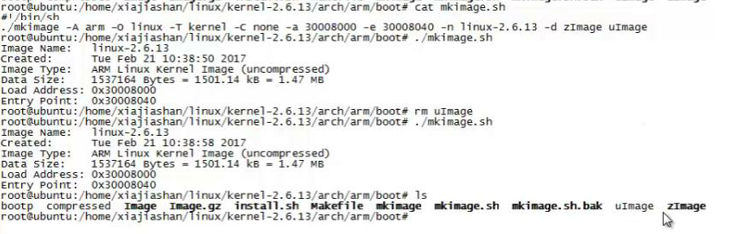 root@ubuntu:/home/xiajiashan/linux/kernel-2.6.13/arch/arm/boot# cat mkimage.sh
#!/bin/sh
./mkimage -A arm -O linux -T kernel -C none -a 30008000 -e 30008040 -n linux-2.6.13 -d zImage uImage
root@ubuntu:/home/xiajiashan/linux/kernel-2.6.13/arch/arm/boot# ./mkimage.sh
Image Name:   linux-2.6.13
Created:      Tue Feb 21 10:38:50 2017
Image Type:   ARM Linux Kernel Image (uncompressed)
Data Size:    1537164 Bytes = 1501.14 kB = 1.47 MB
Load Address: 0x30008000
Entry Point:  0x30008040
root@ubuntu:/home/xiajiashan/linux/kernel-2.6.13/arch/arm/boot# rm uImage
root@ubuntu:/home/xiajiashan/linux/kernel-2.6.13/arch/arm/boot# ./mkimage.sh
Image Name:   linux-2.6.13
Created:      Tue Feb 21 10:38:58 2017
Image Type:   ARM Linux Kernel Image (uncompressed)
Data Size:    1537164 Bytes = 1501.14 kB = 1.47 MB
Load Address: 0x30008000
Entry Point:  0x30008040
root@ubuntu:/home/xiajiashan/linux/kernel-2.6.13/arch/arm/boot# ls
bootp  compressed  Image  Image.gz  install.sh  Makefile  mkimage  mkimage.sh  mkimage.sh.bak  uImage  zImage
root@ubuntu:/home/xiajiashan/linux/kernel-2.6.13/arch/arm/boot#